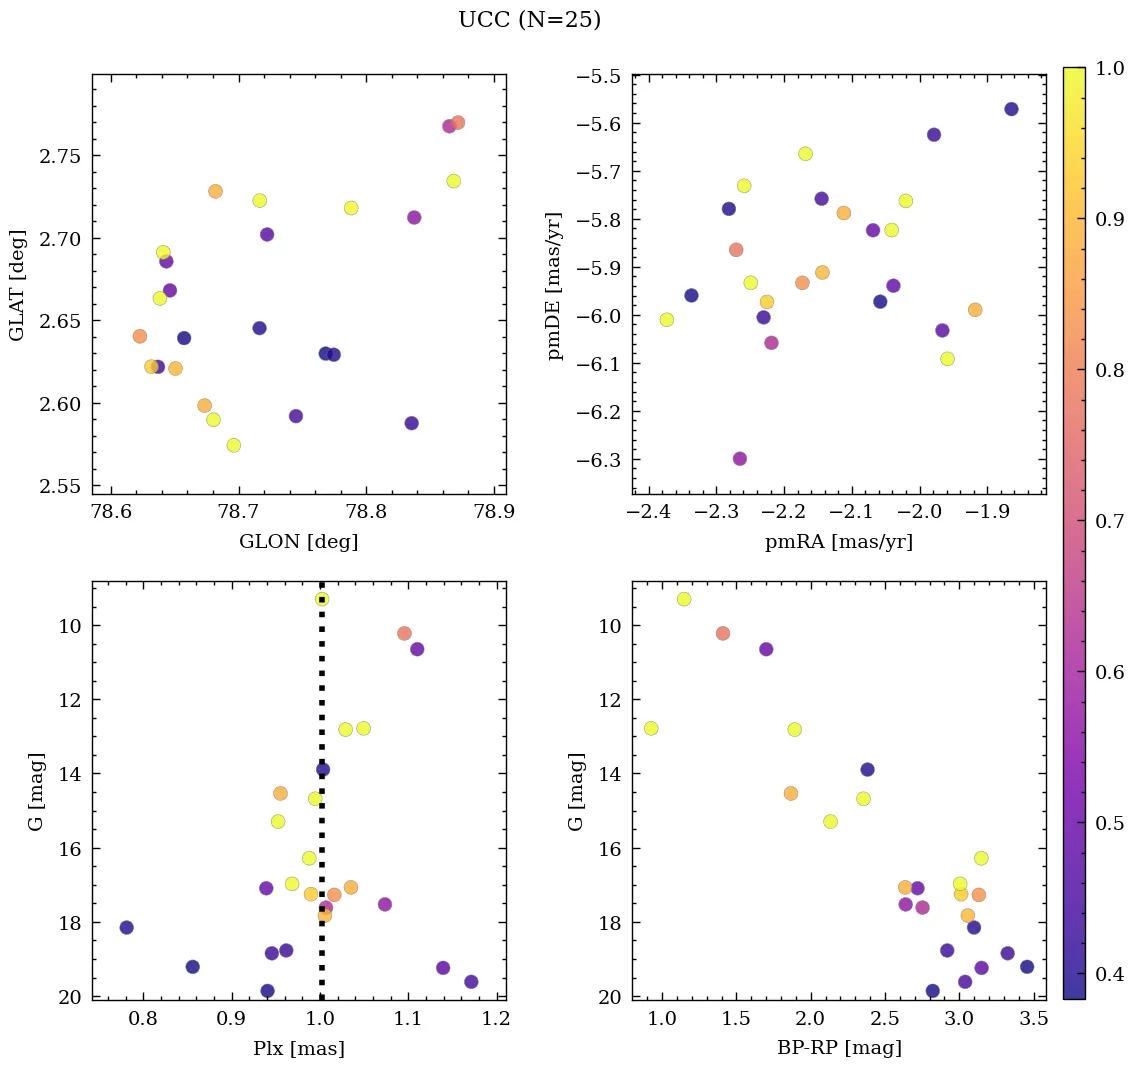 UCC (N=25)
2.75
2.70
2.65
2.60
2.55
GLAT [deg]
78.6 78.7 78.8 78.9
GLON [deg]
−5.5
−5.6
−5.7
−5.8
−5.9
−6.0
−6.1
−6.2
−6.3
pmDE [mas/yr]
−2.4 −2.3 −2.2 −2.1 −2.0 −1.9
pmRA [mas/yr]
10
12
14
16
18
20
G [mag]
0.8 0.9 1.0 1.1 1.2
Plx [mas]
10
12
14
16
18
20
G [mag]
1.0 1.5 2.0 2.5 3.0 3.5
BP-RP [mag]
1.0
0.9
0.8
0.7
0.6
0.5
0.4